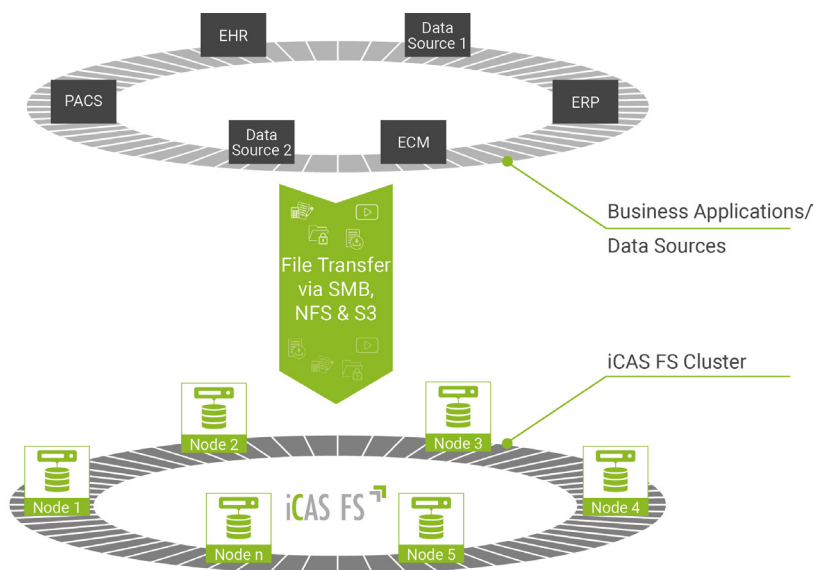 EHR
Data
Source 1
PACS
ERP
Data
Source 2
ECM
Business Applications/
Data Sources
File Transfer
via SMB,
NFS & S3
iCAS FS Cluster
Node 2
Node 3
Node 1
iCAS FS
Node 4
Node n
Node 5